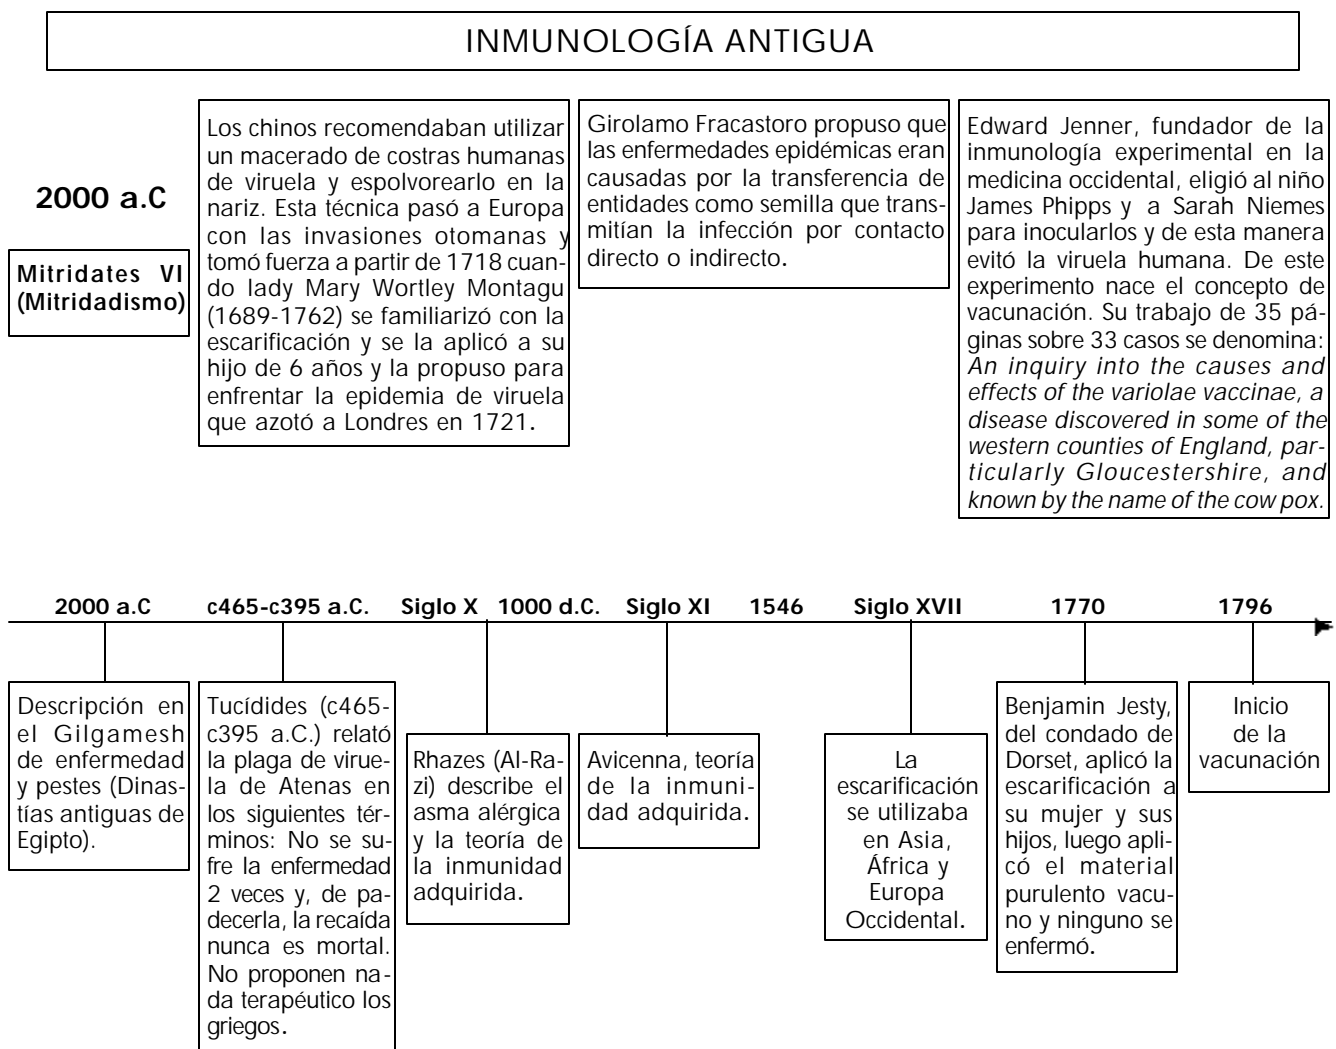 INMUNOLOGÍA ANTIGUA
2000 a.C
Mitridates VI
(Mitridadismo)
Los chinos recomendaban utilizar
un macerado de costras humanas
de viruela y espolvorearlo en la
nariz. Esta técnica pasó a Europa
con las invasiones otomanas y
tomó fuerza a partir de 1718 cuan-
do lady Mary Wortley Montagu
(1689-1762) se familiarizó con la
escarificación y se la aplicó a su
hijo de 6 años y la propuso para
enfrentar la epidemia de viruela
que azotó a Londres en 1721.
Girolamo Fracastoro propuso que
las enfermedades epidémicas eran
causadas por la transferencia de
entidades como semilla que trans-
mitían la infección por contacto
directo o indirecto.
Edward Jenner, fundador de la
inmunología experimental en la
medicina occidental, eligió al niño
James Phipps y a Sarah Niemes
para inocularlos y de esta manera
evitó la viruela humana. De este
experimento nace el concepto de
vacunación. Su trabajo de 35 pá-
ginas sobre 33 casos se denomina:
An inquiry into the causes and
effects of the variolae vaccinae, a
disease discovered in some of the
western counties of England, par-
ticularly Gloucestershire, and
known by the name of the cow pox.
2000 a.C c465-c395 a.C. Siglo X 1000 d.C. Siglo XI 1546 Siglo XVII 1770 1796
Descripción en
el Gilgamesh
de enfermedad
y pestes (Dinas-
tías antiguas de
Egipto).
Tucídides (c465-
c395 a.C.) relató
la plaga de virue-
la de Atenas en
los siguientes tér-
minos: No se su-
fre la enfermedad
2 veces y, de pa-
decerla, la recaída
nunca es mortal.
No proponen na-
da terapéutico los
griegos.
Rhazes (Al-Ra-
zi) describe el
asma alérgica
y la teoría de
la inmunidad
adquirida.
Avicenna, teoría
de la inmuni-
dad adquirida.
La
escarificación
se utilizaba
en Asia,
África y
Europa
Occidental.
Benjamin Jesty,
del condado de
Dorset, aplicó la
escarificación a
su mujer y sus
hijos, luego apli-
có el material
purulento vacu-
no y ninguno se
enfermó.
Inicio
de la
vacunación